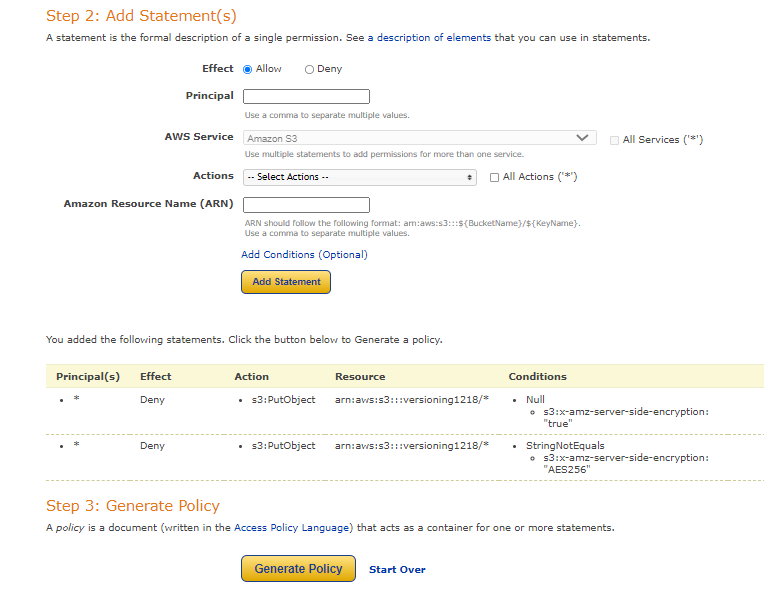 Step 2: Add Statement(s)
A statement is the formal description of a single permission. See a description of elements that you can use in statements.
Effect Allow Deny
Principal
Use a comma to separate multiple values.
AWS Service Amazon S3 All Services ('*')
Use multiple statements to add permissions for more than one service.
Actions -- Select Actions -- All Actions ('*')
Amazon Resource Name (ARN)
ARN should follow the following format: arn:aws:s3:::${BucketName}/${KeyName}.
Use a comma to separate multiple values.
Add Conditions (Optional)
Add Statement
You added the following statements. Click the button below to Generate a policy.
Principal(s) Effect Action Resource Conditions
• * Deny • s3:PutObject arn:aws:s3:::versioning1218/* • Null
s3:x-amz-server-side-encryption:
"true"
• * Deny • s3:PutObject arn:aws:s3:::versioning1218/* • StringNotEquals
s3:x-amz-server-side-encryption:
"AES256"
Step 3: Generate Policy
A policy is a document (written in the Access Policy Language) that acts as a container for one or more statements.
Generate Policy Start Over